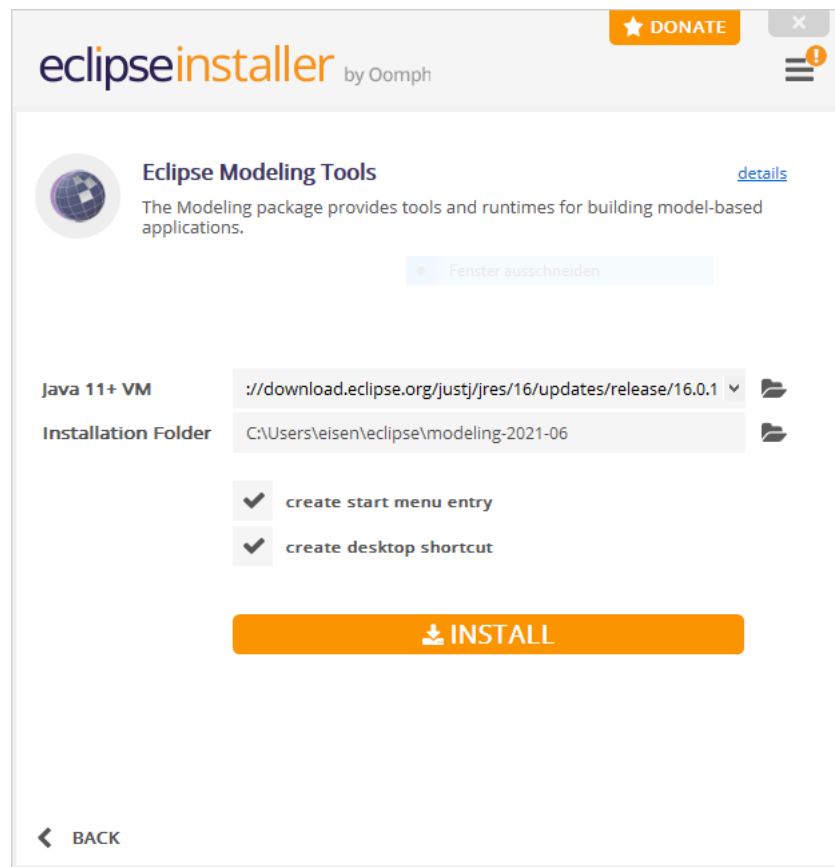 DONATE
eclipseinstaller by Oomph
Eclipse Modeling Tools
details
The Modeling package provides tools and runtimes for building model-based
applications.
Fenster ausschneiden
Java 11+ VM
://download.eclipse.org/justj/jres/16/updates/release/16.0.1
Installation Folder
C:\Users\eisen\eclipse\modeling-2021-06
create start menu entry
create desktop shortcut
INSTALL
BACK